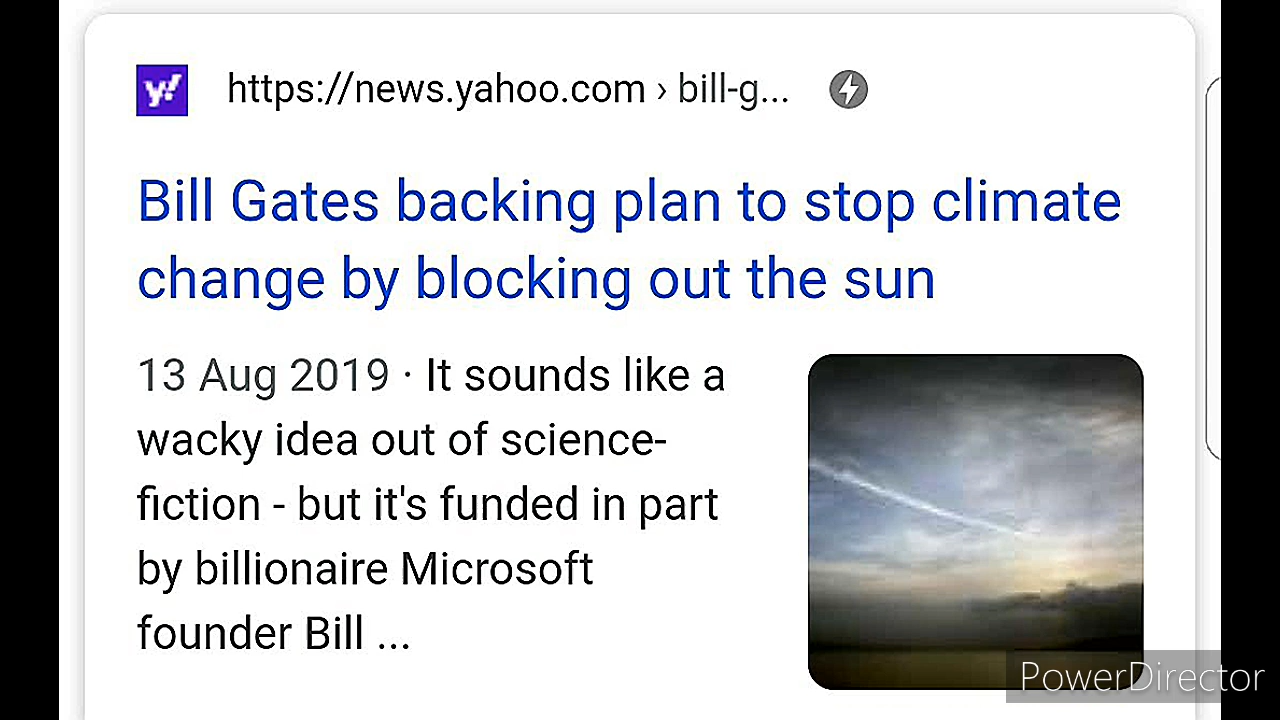 y!
https://news.yahoo.com › bill-g...
Bill Gates backing plan to stop climate
change by blocking out the sun
13 Aug 2019 · It sounds like a
wacky idea out of science-
fiction - but it's funded in part
by billionaire Microsoft
founder Bill ...
PowerDirector